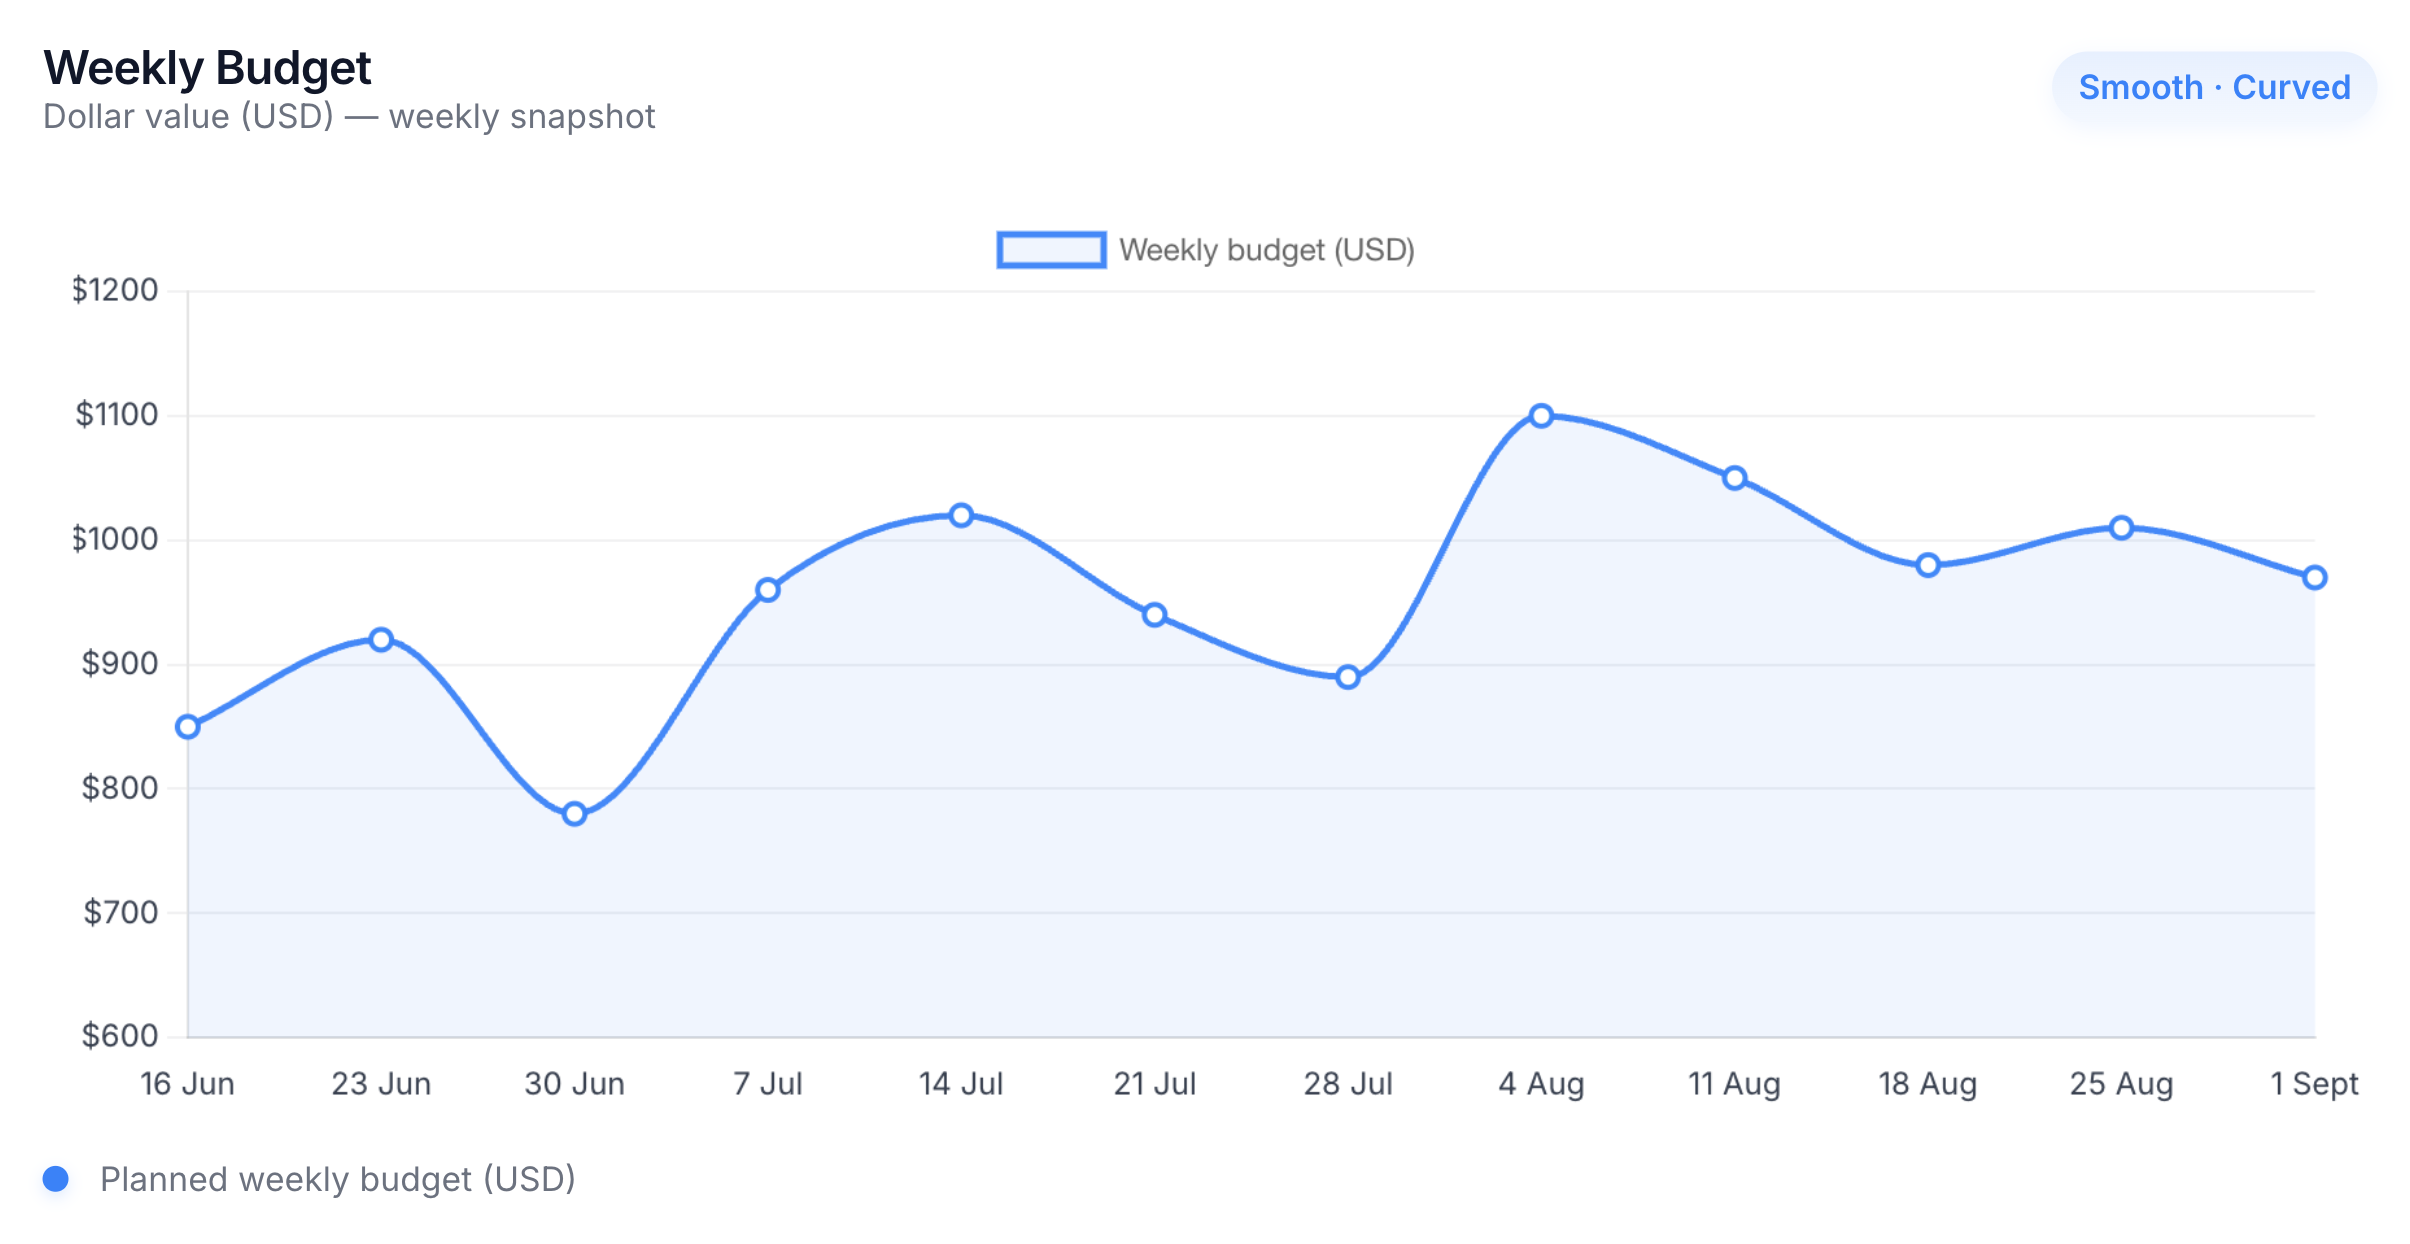 Weekly Budget
Dollar value (USD) — weekly snapshot
Smooth · Curved
Weekly budget (USD)
$1200
$1100
$1000
$900
$800
$700
$600
16 Jun 23 Jun 30 Jun 7 Jul 14 Jul 21 Jul 28 Jul 4 Aug 11 Aug 18 Aug 25 Aug 1 Sept
Planned weekly budget (USD)